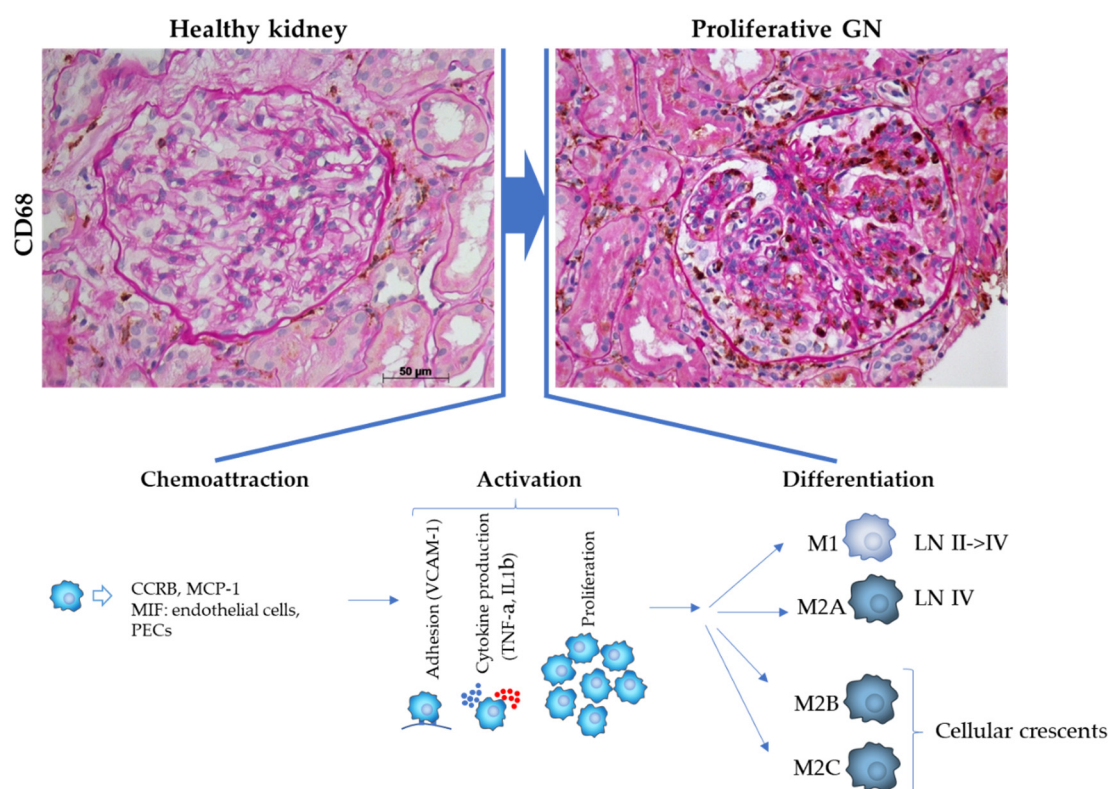 Healthy kidney
Proliferative GN
CD68
50 µm
Chemoattraction
Activation
Differentiation
CCRB, MCP-1
MIF: endothelial cells,
PECs
Adhesion (VCAM-1)
Cytokine production
(TNF-a, IL1b)
Proliferation
M1
LN II->IV
M2A
LN IV
M2B
M2C
Cellular crescents